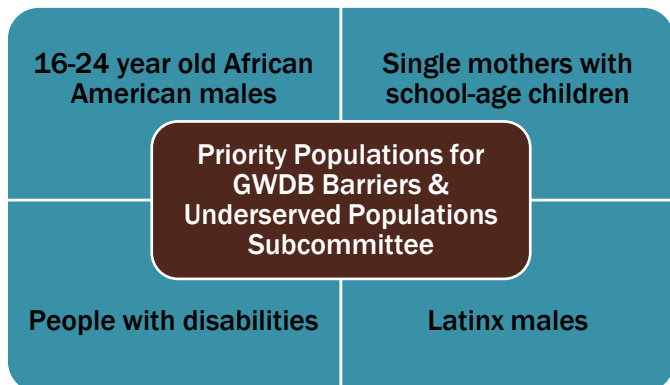 16-24 year old African
American males
Single mothers with
school-age children
Priority Populations for
GWDB Barriers &
Underserved Populations
Subcommittee
People with disabilities
Latinx males